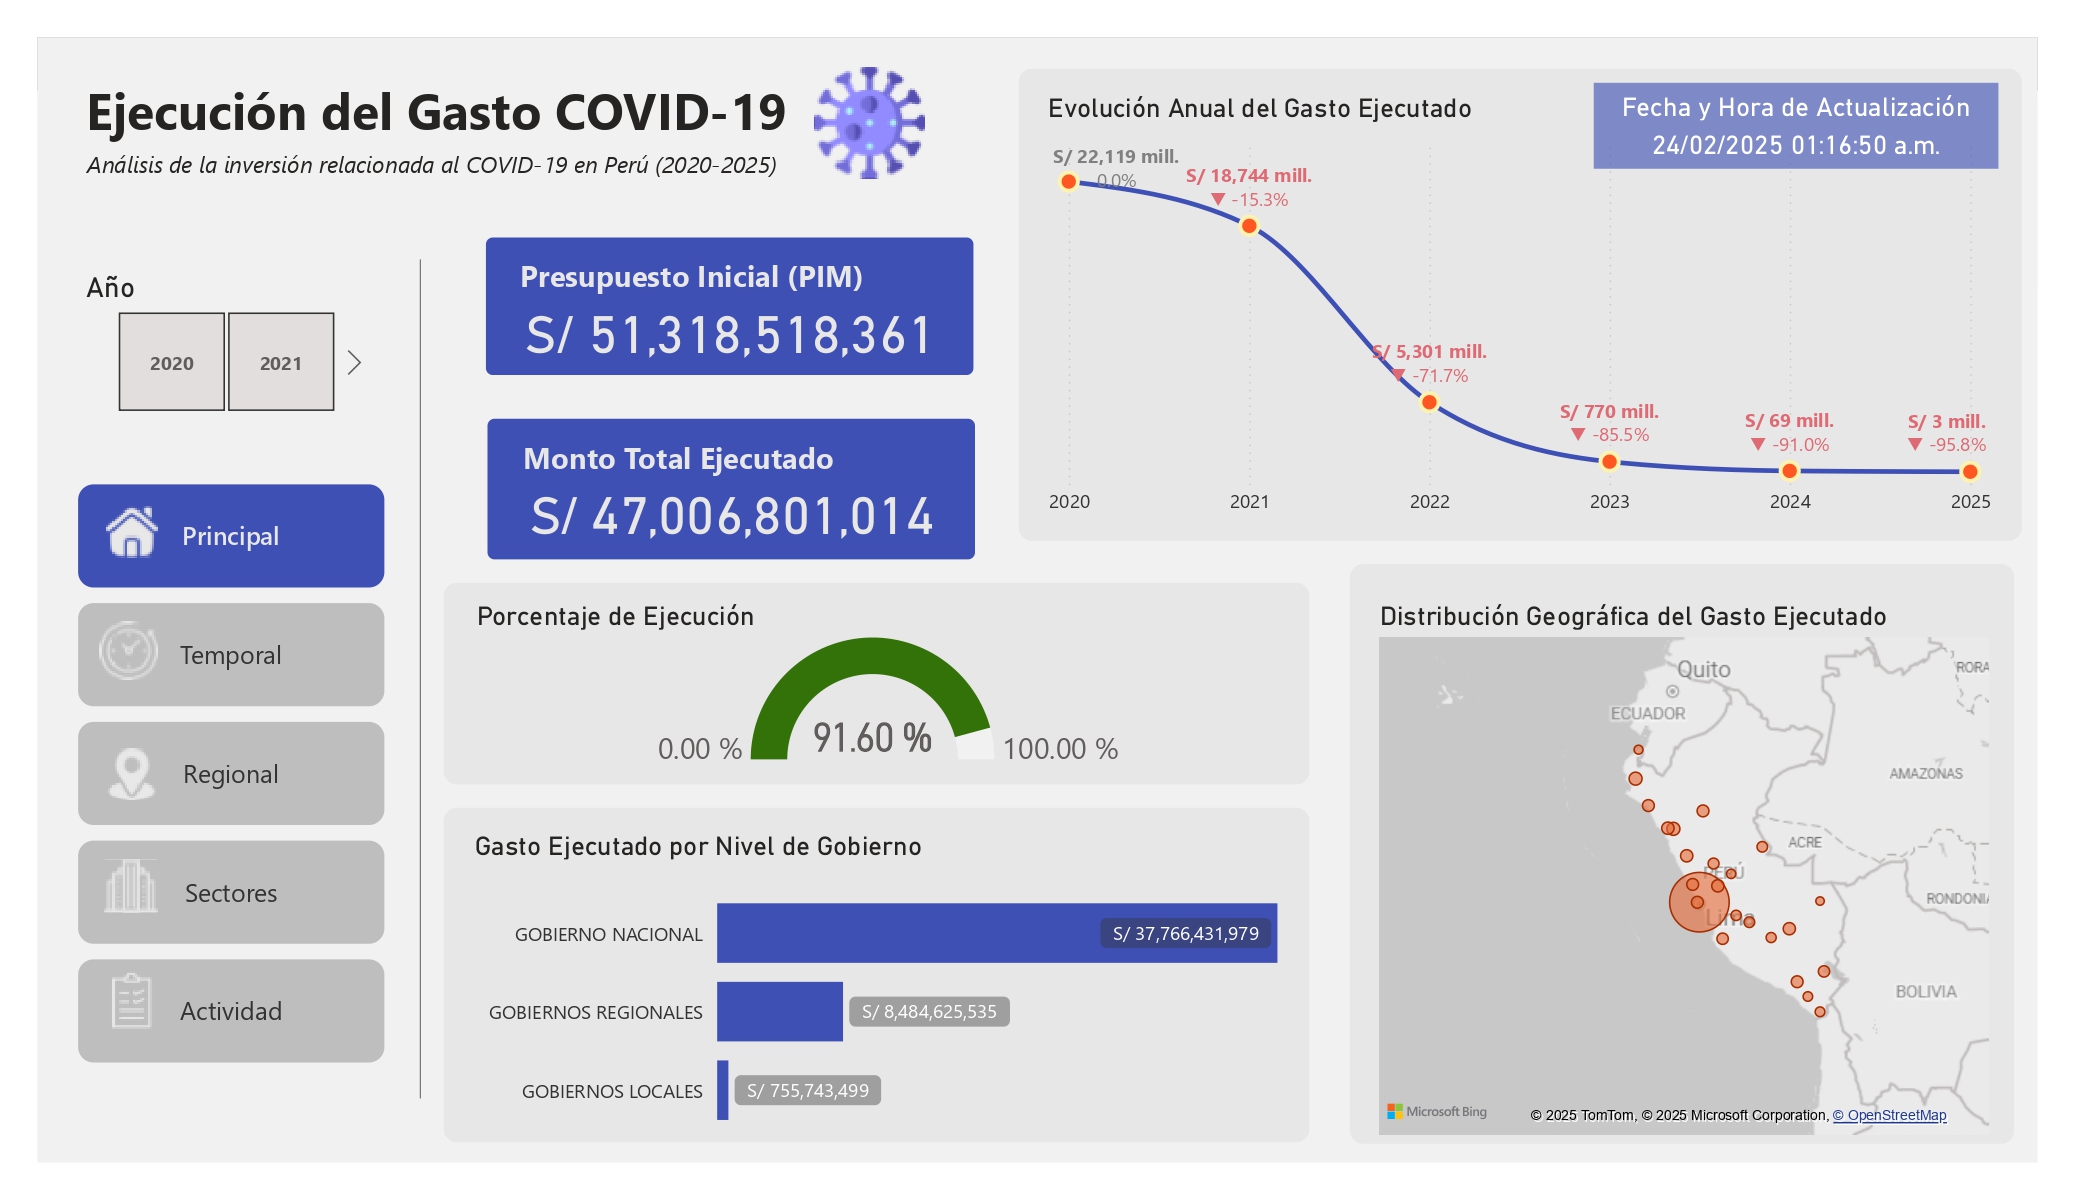 Ejecución del Gasto COVID-19
Análisis de la inversión relacionada al COVID-19 en Perú (2020-2025)
Año
2020
2021
Principal
Temporal
Regional
Sectores
Actividad
Presupuesto Inicial (PIM)
S/ 51,318,518,361
Monto Total Ejecutado
S/ 47,006,801,014
Evolución Anual del Gasto Ejecutado
Fecha y Hora de Actualización
24/02/2025 01:16:50 a.m.
S/ 22,119 mill.
0.0%
S/ 18,744 mill.
▼ -15.3%
S/ 5,301 mill.
▼ -71.7%
S/ 770 mill.
▼ -85.5%
S/ 69 mill.
▼ -91.0%
S/ 3 mill.
▼ -95.8%
2020
2021
2022
2023
2024
2025
Porcentaje de Ejecución
0.00 %
91.60 %
100.00 %
Gasto Ejecutado por Nivel de Gobierno
GOBIERNO NACIONAL
S/ 37,766,431,979
GOBIERNOS REGIONALES
S/ 8,484,625,535
GOBIERNOS LOCALES
S/ 755,743,499
Distribución Geográfica del Gasto Ejecutado
Quito
RORA
ECUADOR
AMAZONAS
ACRE
PERÚ
RONDONIA
Lima
BOLIVIA
Microsoft Bing
© 2025 TomTom, © 2025 Microsoft Corporation, © OpenStreetMap